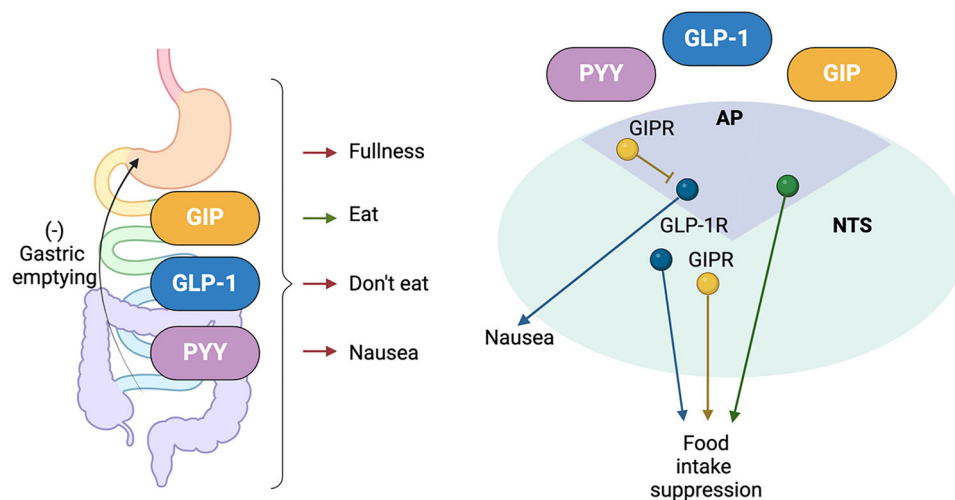 (-)
Gastric
emptying
GIP
GLP-1
PYY
Fullness
Eat
Don't eat
Nausea
GLP-1
PYY
GIP
AP
GIPR
NTS
GLP-1R
GIPR
Nausea
Food
intake
suppression